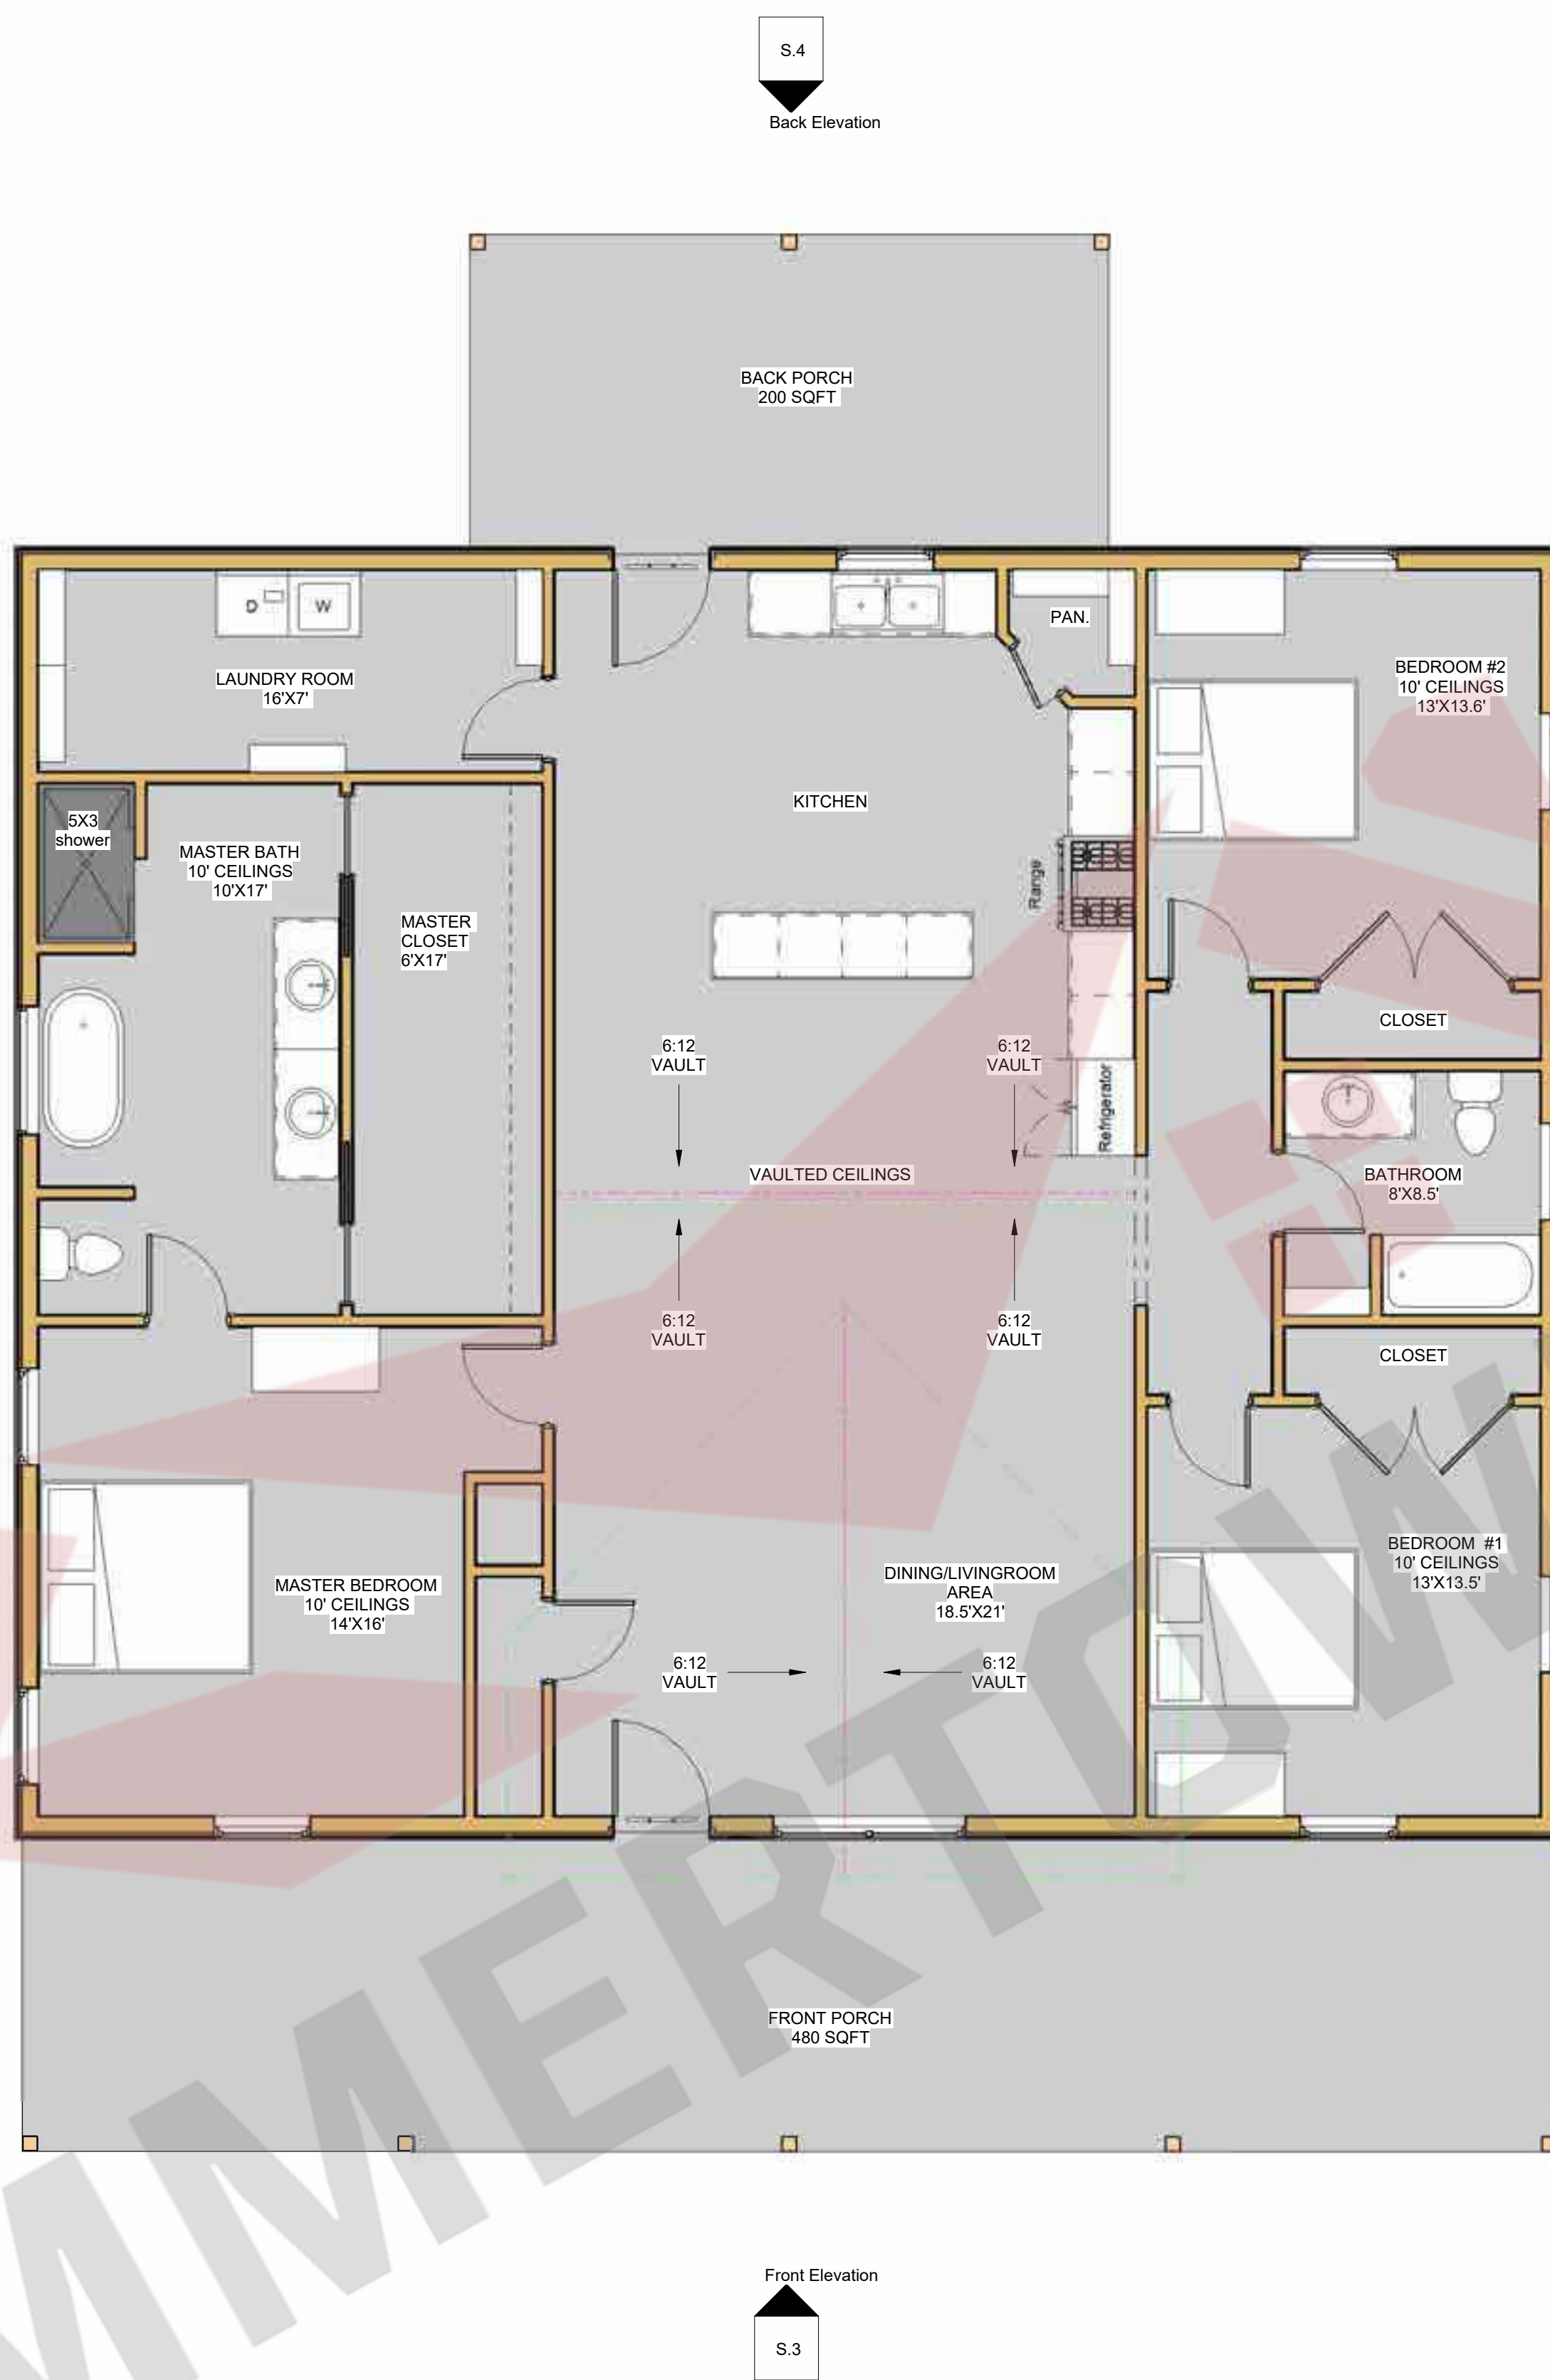 S.4
Back Elevation
BACK PORCH
200 SQFT
D
W
PAN.
LAUNDRY ROOM
16'X7'
BEDROOM #2
10' CEILINGS
13'X13.6'
KITCHEN
5X3
shower
MASTER BATH
10' CEILINGS
10'X17'
Range
MASTER
CLOSET
6'X17'
CLOSET
6:12
VAULT
6:12
VAULT
Refrigerator
VAULTED CEILINGS
BATHROOM
8'X8.5'
6:12
VAULT
6:12
VAULT
CLOSET
BEDROOM #1
10' CEILINGS
13'X13.5'
MASTER BEDROOM
10' CEILINGS
14'X16'
DINING/LIVINGROOM
AREA
18.5'X21'
6:12
VAULT
6:12
VAULT
FRONT PORCH
480 SQFT
MMERTOW
Front Elevation
S.3